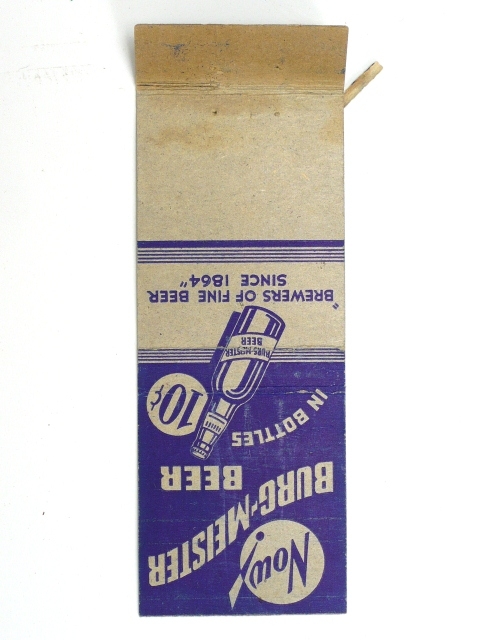 Now!
BURG-MEISTER
BEER
IN BOTTLES
10¢
BURG-MEISTER
BEER
"BREWERS OF FINE BEER
SINCE 1864"